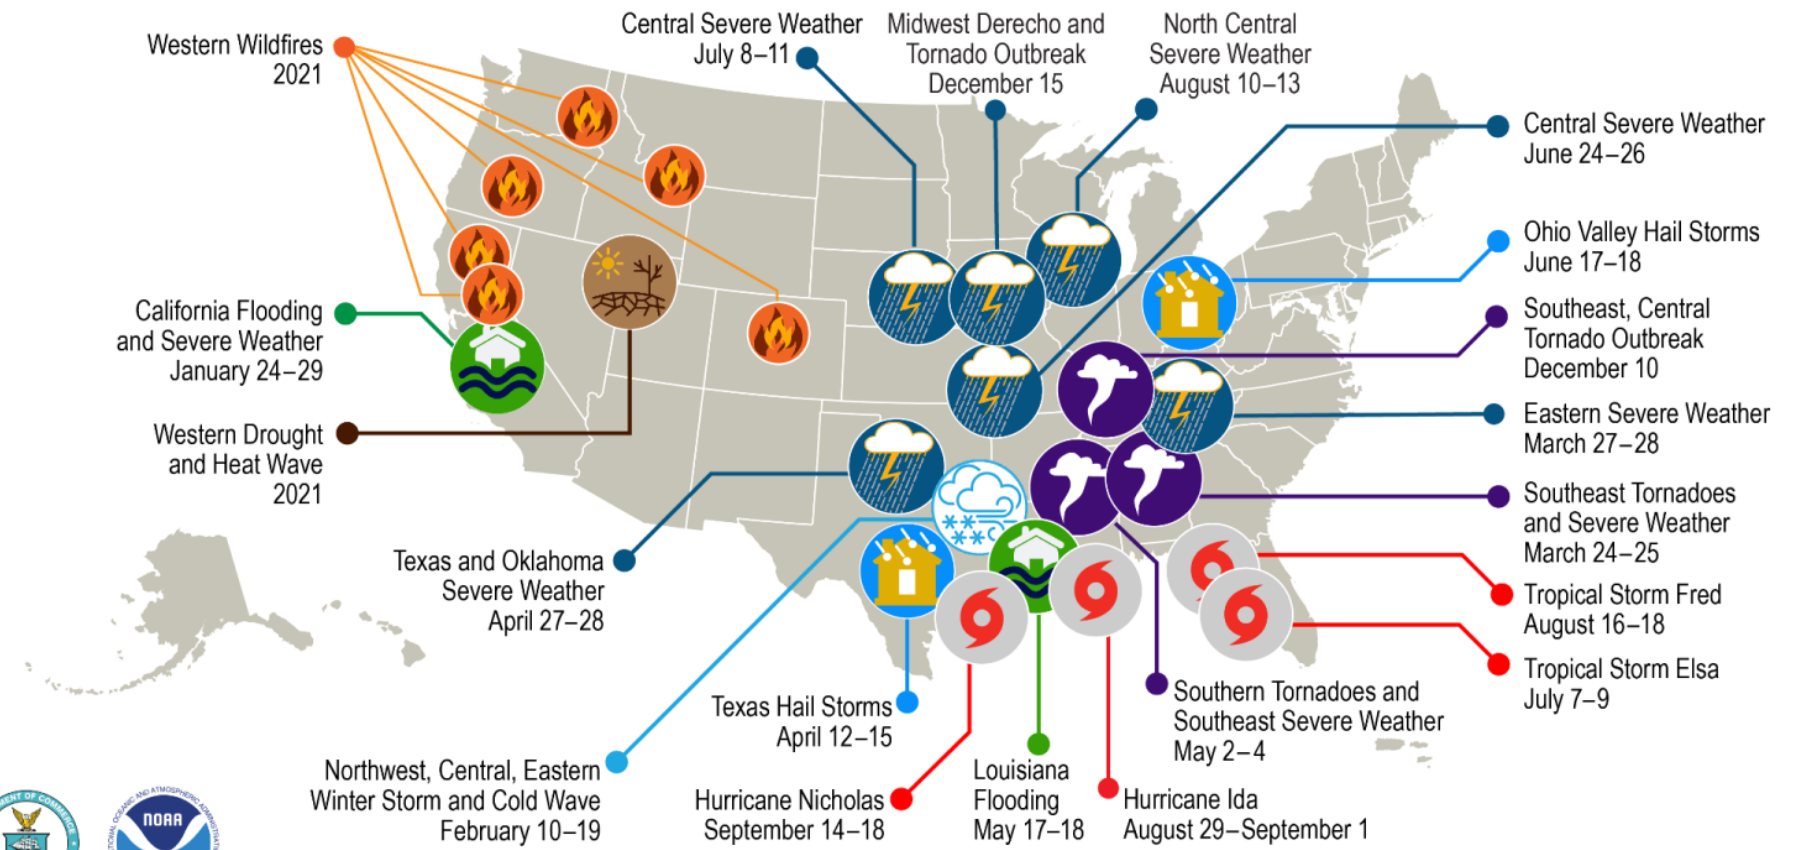 Western Wildfires
2021
Central Severe Weather
July 8–11
Midwest Derecho and
Tornado Outbreak
December 15
North Central
Severe Weather
August 10–13
Central Severe Weather
June 24–26
Ohio Valley Hail Storms
June 17–18
Southeast, Central
Tornado Outbreak
December 10
Eastern Severe Weather
March 27–28
Southeast Tornadoes
and Severe Weather
March 24–25
Tropical Storm Fred
August 16–18
Tropical Storm Elsa
July 7–9
California Flooding
and Severe Weather
January 24–29
Western Drought
and Heat Wave
2021
Texas and Oklahoma
Severe Weather
April 27–28
Northwest, Central, Eastern
Winter Storm and Cold Wave
February 10–19
Texas Hail Storms
April 12–15
Hurricane Nicholas
September 14–18
Louisiana
Flooding
May 17–18
Hurricane Ida
August 29–September 1
Southern Tornadoes and
Southeast Severe Weather
May 2–4
OF COMMERCE
AND ATMOSPHERIC
NOAA